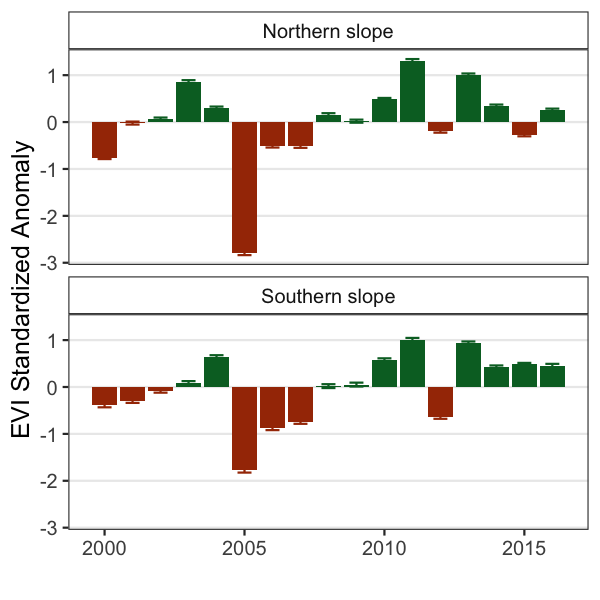 Northern slope
1
0
-1
-2
-3
EVI Standardized Anomaly
Southern slope
1
0
-1
-2
-3
2000 2005 2010 2015